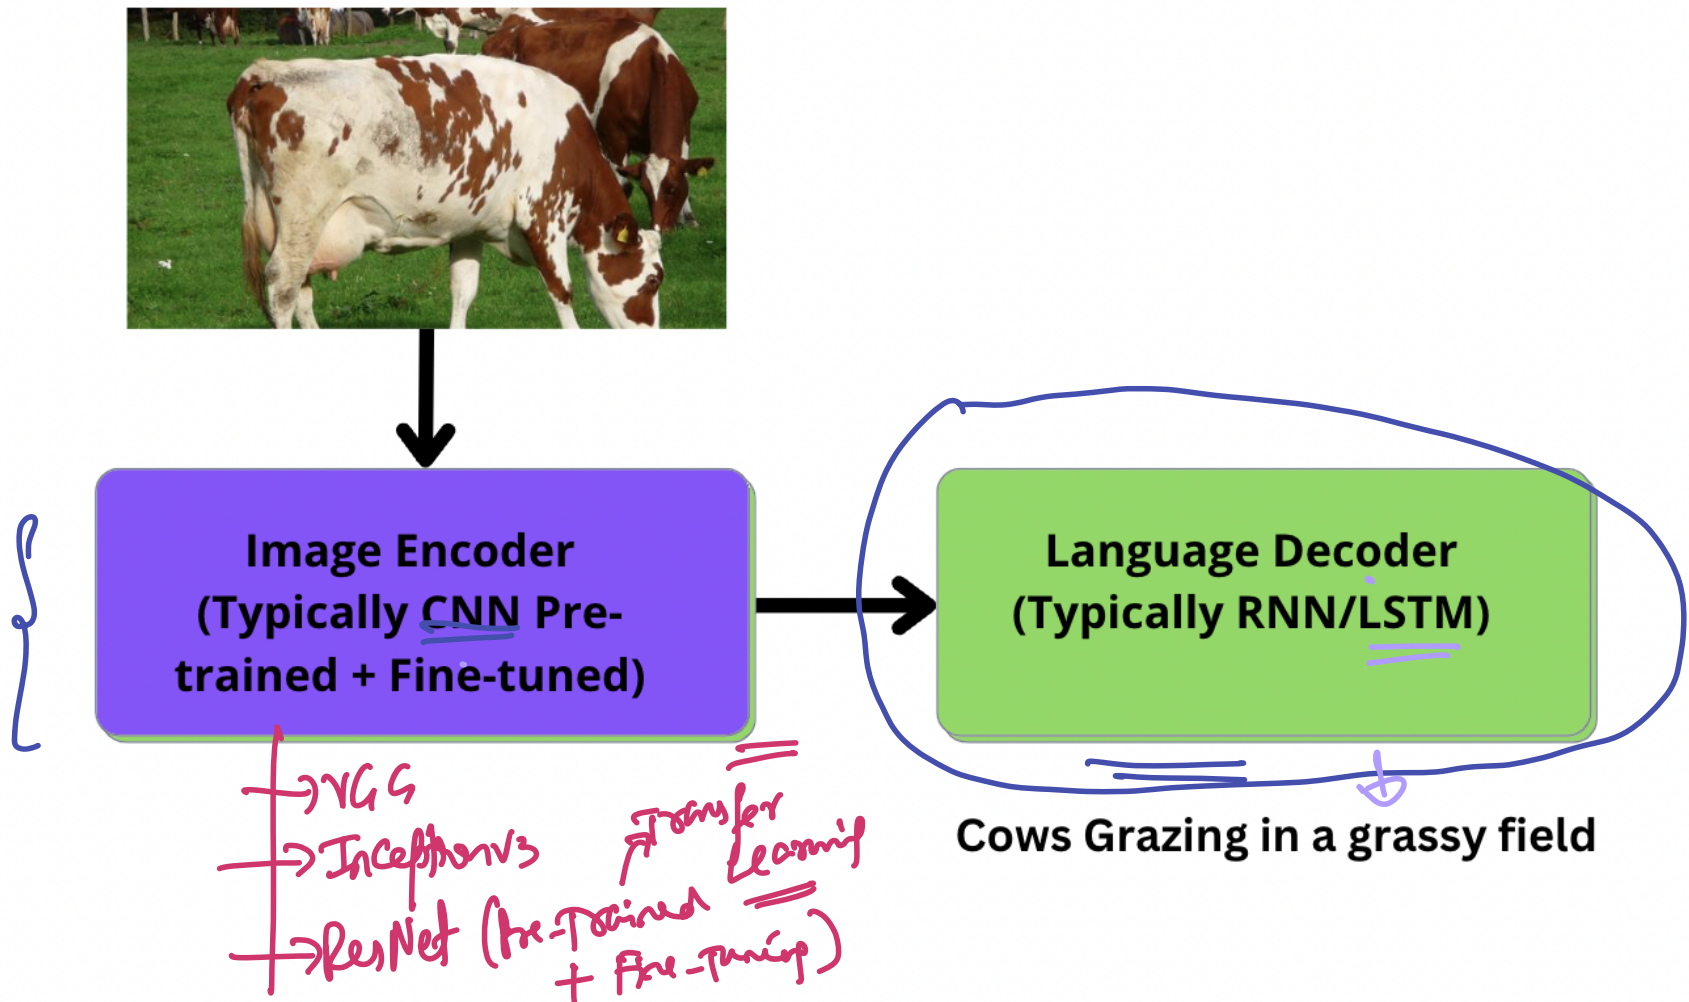 Image Encoder
(Typically CNN Pre-
trained + Fine-tuned)
Language Decoder
(Typically RNN/LSTM)
Cows Grazing in a grassy field
VGG
Inceptionv3
ResNet (Pre-Trained
+ Fine-Tuning)
Transfer
Learning